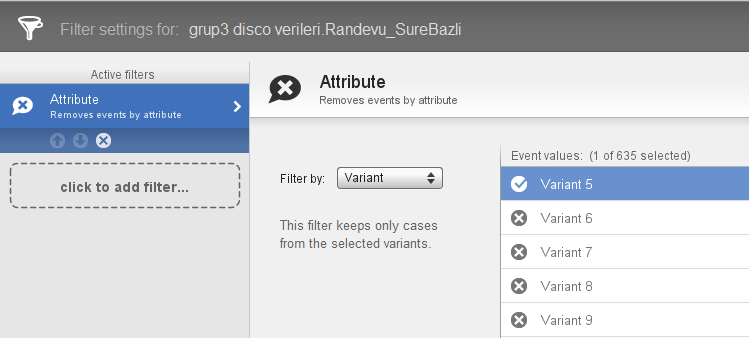 Filter settings for: grup3 disco verileri.Randevu_SureBazli
Active filters
Attribute
Removes events by attribute
click to add filter...
Attribute
Removes events by attribute
Filter by: Variant
This filter keeps only cases
from the selected variants.
Event values: (1 of 635 selected)
Variant 5
Variant 6
Variant 7
Variant 8
Variant 9